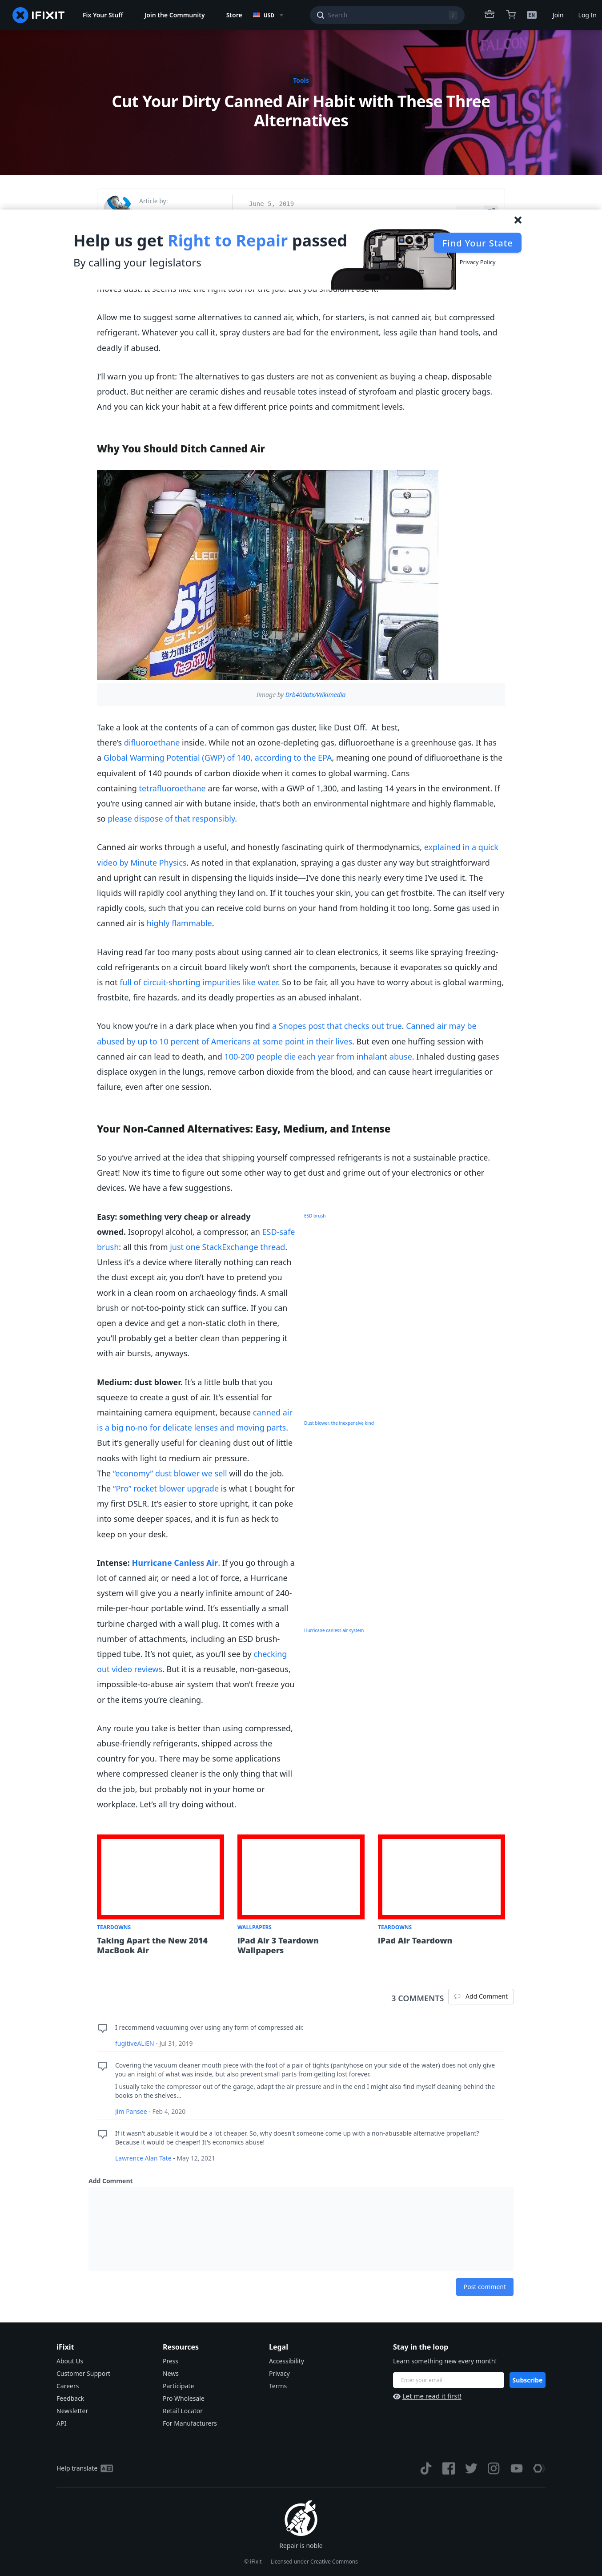 IFIXIT
Fix Your Stuff
Join the Community
Store
USD
Search
/
EN
Join
Log In
Tools
Cut Your Dirty Canned Air Habit with These Three
Alternatives
Dust
Off
Article by:
June 5, 2019
Help us get Right to Repair passed
By calling your legislators
Find Your State
Privacy Policy
moves dust. It seems like the right tool for the job. But you shouldn't use it.
Allow me to suggest some alternatives to canned air, which, for starters, is not canned air, but compressed
refrigerant. Whatever you call it, spray dusters are bad for the environment, less agile than hand tools, and
deadly if abused.
I'll warn you up front: The alternatives to gas dusters are not as convenient as buying a cheap, disposable
product. But neither are ceramic dishes and reusable totes instead of styrofoam and plastic grocery bags.
And you can kick your habit at a few different price points and commitment levels.
Why You Should Ditch Canned Air
Iimage by Drb400atx/Wikimedia
Take a look at the contents of a can of common gas duster, like Dust Off.  At best,
there's difluoroethane inside. While not an ozone-depleting gas, difluoroethane is a greenhouse gas. It has
a Global Warming Potential (GWP) of 140, according to the EPA, meaning one pound of difluoroethane is the
equivalent of 140 pounds of carbon dioxide when it comes to global warming. Cans
containing tetrafluoroethane are far worse, with a GWP of 1,300, and lasting 14 years in the environment. If
you're using canned air with butane inside, that's both an environmental nightmare and highly flammable,
so please dispose of that responsibly.
Canned air works through a useful, and honestly fascinating quirk of thermodynamics, explained in a quick
video by Minute Physics. As noted in that explanation, spraying a gas duster any way but straightforward
and upright can result in dispensing the liquids inside—I've done this nearly every time I've used it. The
liquids will rapidly cool anything they land on. If it touches your skin, you can get frostbite. The can itself very
rapidly cools, such that you can receive cold burns on your hand from holding it too long. Some gas used in
canned air is highly flammable.
Having read far too many posts about using canned air to clean electronics, it seems like spraying freezing-
cold refrigerants on a circuit board likely won't short the components, because it evaporates so quickly and
is not full of circuit-shorting impurities like water. So to be fair, all you have to worry about is global warming,
frostbite, fire hazards, and its deadly properties as an abused inhalant.
You know you're in a dark place when you find a Snopes post that checks out true. Canned air may be
abused by up to 10 percent of Americans at some point in their lives. But even one huffing session with
canned air can lead to death, and 100-200 people die each year from inhalant abuse. Inhaled dusting gases
displace oxygen in the lungs, remove carbon dioxide from the blood, and can cause heart irregularities or
failure, even after one session.
Your Non-Canned Alternatives: Easy, Medium, and Intense
So you've arrived at the idea that shipping yourself compressed refrigerants is not a sustainable practice.
Great! Now it's time to figure out some other way to get dust and grime out of your electronics or other
devices. We have a few suggestions.
Easy: something very cheap or already
owned. Isopropyl alcohol, a compressor, an ESD-safe
brush: all this from just one StackExchange thread.
Unless it's a device where literally nothing can reach
the dust except air, you don't have to pretend you
work in a clean room on archaeology finds. A small
brush or not-too-pointy stick can suffice. If you can
open a device and get a non-static cloth in there,
you'll probably get a better clean than peppering it
with air bursts, anyways.
ESD brush
Medium: dust blower. It's a little bulb that you
squeeze to create a gust of air. It's essential for
maintaining camera equipment, because canned air
is a big no-no for delicate lenses and moving parts.
But it's generally useful for cleaning dust out of little
nooks with light to medium air pressure.
The "economy" dust blower we sell will do the job.
The "Pro" rocket blower upgrade is what I bought for
my first DSLR. It's easier to store upright, it can poke
into some deeper spaces, and it is fun as heck to
keep on your desk.
Dust blower, the inexpensive kind
Intense: Hurricane Canless Air. If you go through a
lot of canned air, or need a lot of force, a Hurricane
system will give you a nearly infinite amount of 240-
mile-per-hour portable wind. It's essentially a small
turbine charged with a wall plug. It comes with a
number of attachments, including an ESD brush-
tipped tube. It's not quiet, as you'll see by checking
out video reviews. But it is a reusable, non-gaseous,
impossible-to-abuse air system that won't freeze you
or the items you're cleaning.
Hurricane canless air system
Any route you take is better than using compressed,
abuse-friendly refrigerants, shipped across the
country for you. There may be some applications
where compressed cleaner is the only thing that will
do the job, but probably not in your home or
workplace. Let's all try doing without.
TEARDOWNS
Taking Apart the New 2014
MacBook Air
WALLPAPERS
iPad Air 3 Teardown
Wallpapers
TEARDOWNS
iPad Air Teardown
3 COMMENTS
Add Comment
I recommend vacuuming over using any form of compressed air.
fugitiveALiEN - Jul 31, 2019
Covering the vacuum cleaner mouth piece with the foot of a pair of tights (pantyhose on your side of the water) does not only give
you an insight of what was inside, but also prevent small parts from getting lost forever.
I usually take the compressor out of the garage, adapt the air pressure and in the end I might also find myself cleaning behind the
books on the shelves…
Jim Pansee - Feb 4, 2020
If it wasn't abusable it would be a lot cheaper. So, why doesn't someone come up with a non-abusable alternative propellant?
Because it would be cheaper! It's economics abuse!
Lawrence Alan Tate - May 12, 2021
Add Comment
Post comment
iFixit
About Us
Customer Support
Careers
Feedback
Newsletter
API
Resources
Press
News
Participate
Pro Wholesale
Retail Locator
For Manufacturers
Legal
Accessibility
Privacy
Terms
Stay in the loop
Learn something new every month!
Enter your email
Subscribe
Let me read it first!
Help translate
Repair is noble
© iFixit — Licensed under Creative Commons